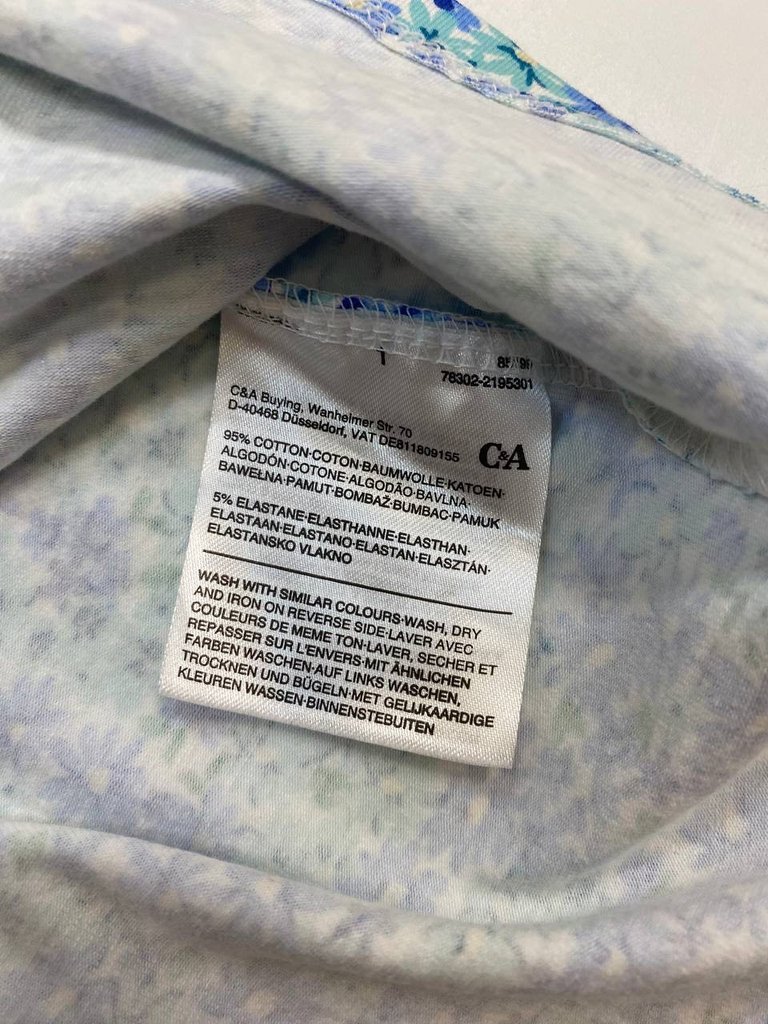 78302-2195301
C&A Buying, Wanheimer Str. 70
D-40468 Düsseldorf, VAT DE811809155
C&A
95% COTTON·COTON·BAUMWOLLE·KATOEN·
ALGODÓN·COTONE·ALGODÃO·BAVLNA·
BAWEŁNA·PAMUT·BOMBAŽ·BUMBAC·PAMUK
5% ELASTANE·ELASTHANNE·ELASTHAN·
ELASTAAN·ELASTANO·ELASTAN·ELASZTÁN·
ELASTANSKO VLAKNO
WASH WITH SIMILAR COLOURS·WASH, DRY
AND IRON ON REVERSE SIDE·LAVER AVEC
COULEURS DE MEME TON·LAVER, SECHER ET
REPASSER SUR L'ENVERS·MIT ÄHNLICHEN
FARBEN WASCHEN·AUF LINKS WASCHEN,
TROCKNEN UND BÜGELN·MET GELIJKAARDIGE
KLEUREN WASSEN·BINNENSTEBUITEN